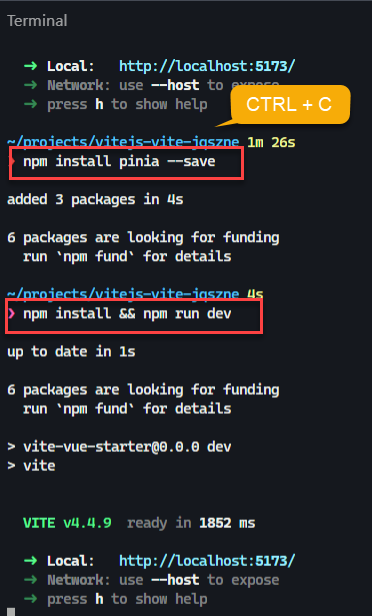 Terminal
➜ Local: http://localhost:5173/
➜ Network: use --host to expose
➜ press h to show help
CTRL + C
~/projects/vitejs-vite-jqszne 1m 26s
❯ npm install pinia --save
added 3 packages in 4s
6 packages are looking for funding
run `npm fund` for details
~/projects/vitejs-vite-jqszne 4s
❯ npm install && npm run dev
up to date in 1s
6 packages are looking for funding
run `npm fund` for details
> vite-vue-starter@0.0.0 dev
> vite
VITE v4.4.9 ready in 1852 ms
➜ Local: http://localhost:5173/
➜ Network: use --host to expose
➜ press h to show help